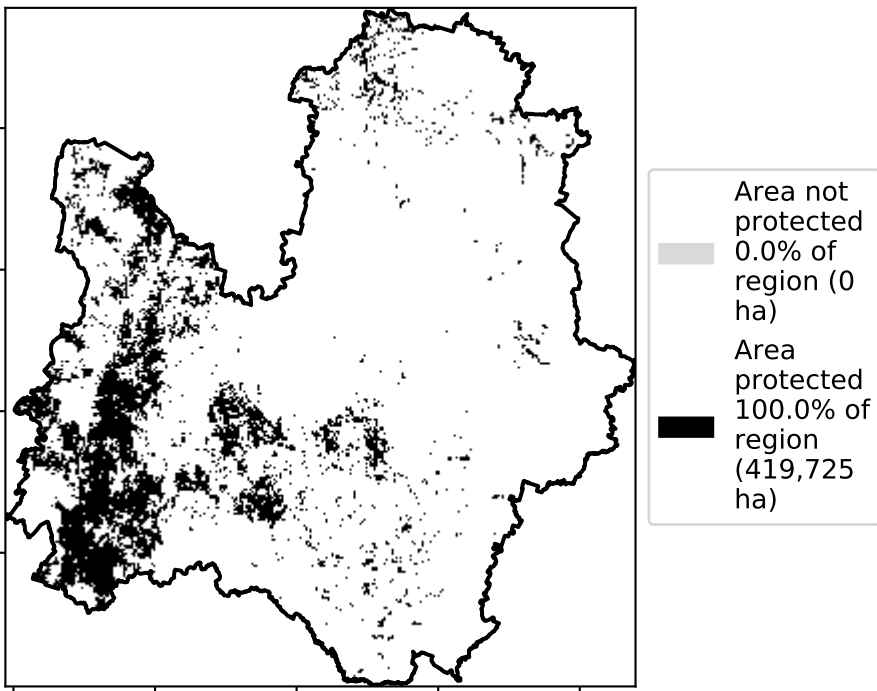 Area not
protected
0.0% of
region (0
ha)
Area
protected
100.0% of
region
(419,725
ha)